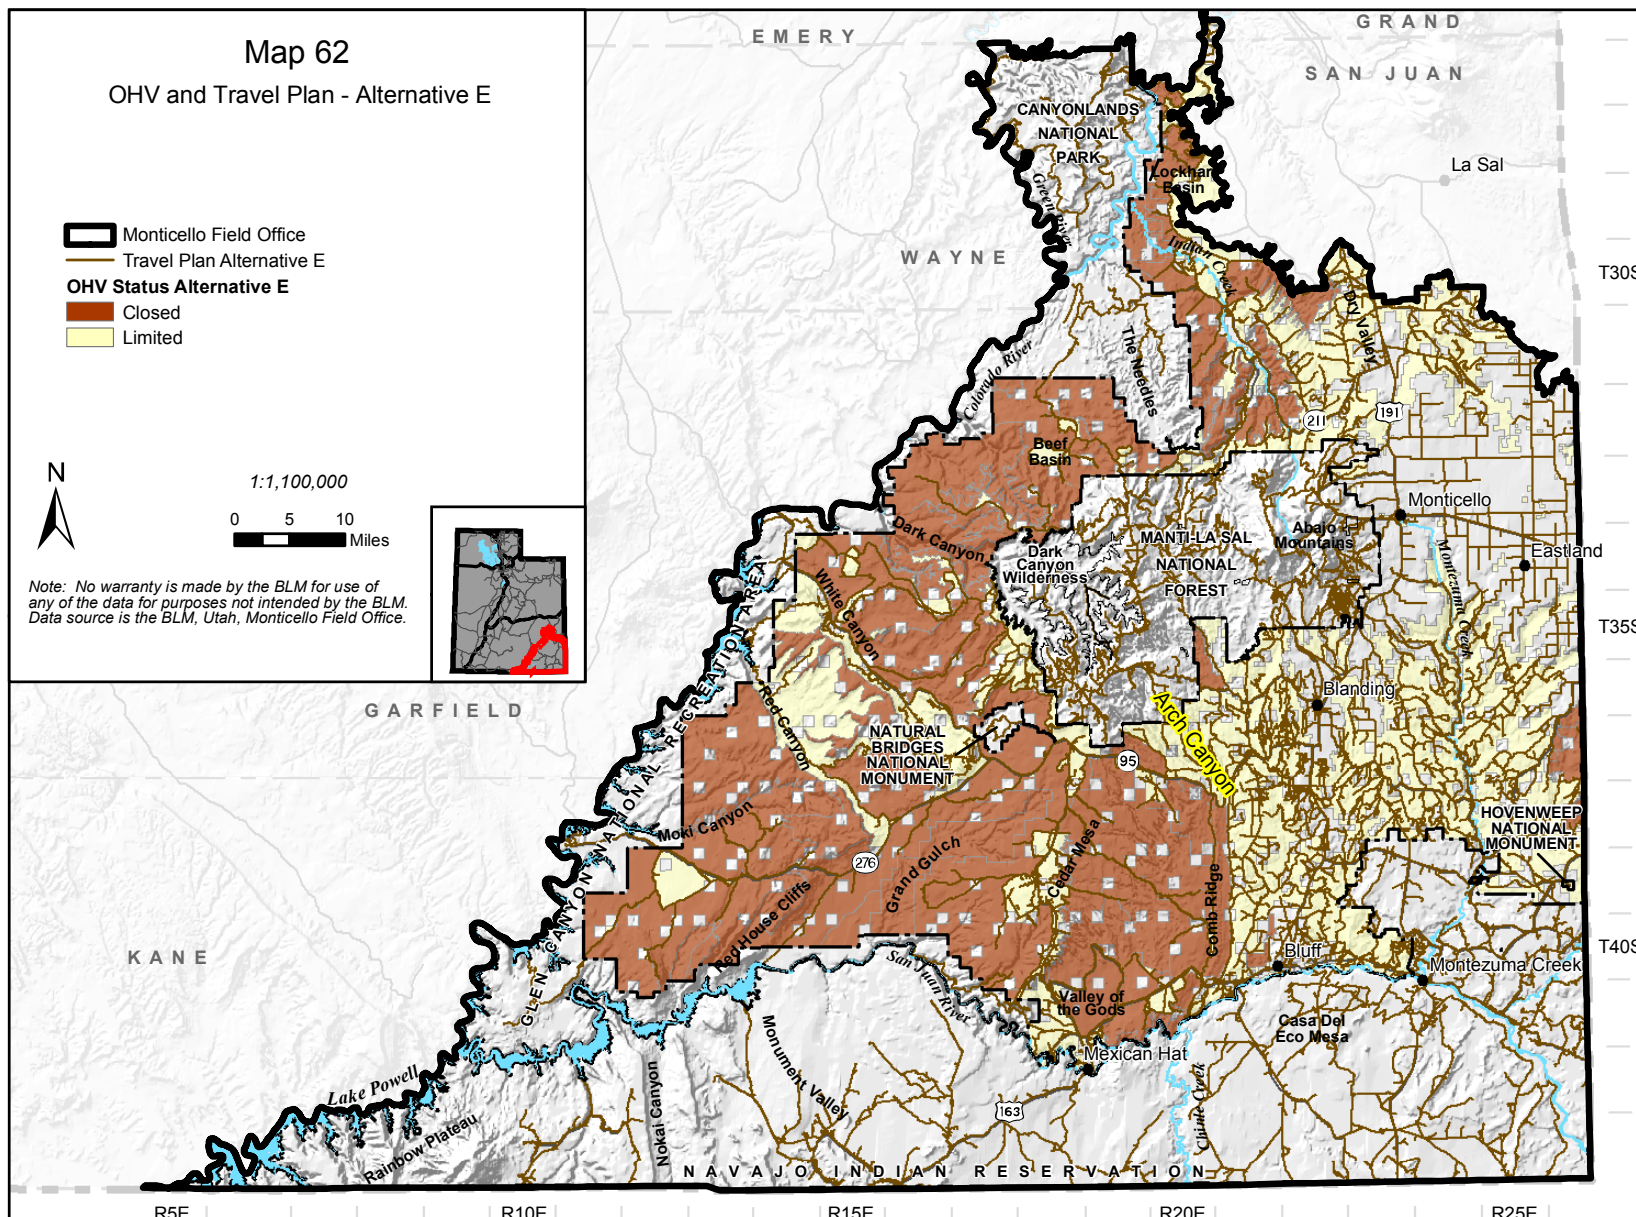 Map 62
OHV and Travel Plan - Alternative E
Monticello Field Office
Travel Plan Alternative E
OHV Status Alternative E
Closed
Limited
N
1:1,100,000
0 5 10
Miles
Note: No warranty is made by the BLM for use of
any of the data for purposes not intended by the BLM.
Data source is the BLM, Utah, Monticello Field Office.
EMERY
GRAND
SAN JUAN
WAYNE
GARFIELD
KANE
La Sal
CANYONLANDS
NATIONAL
PARK
Lockhart
Basin
Green River
Indian Creek
Dry Valley
T30S
The Needles
Colorado River
211
191
Beef
Basin
Monticello
Eastland
Dark Canyon
Dark
Canyon
Wilderness
MANTI-LA SAL
NATIONAL
FOREST
Abajo
Mountains
Montezuma Creek
White Canyon
T35S
Blanding
Arch Canyon
Red Canyon
NATURAL
BRIDGES
NATIONAL
MONUMENT
95
GLEN CANYON NATIONAL RECREATION AREA
Moki Canyon
276
Grand Gulch
Cedar Mesa
HOVENWEEP
NATIONAL
MONUMENT
Red House Cliffs
Comb Ridge
Bluff
T40S
Montezuma Creek
San Juan River
Valley of
the Gods
Casa Del
Eco Mesa
Mexican Hat
Monument Valley
Nokai Canyon
Lake Powell
Rainbow Plateau
163
Chinle Creek
NAVAJO INDIAN RESERVATION
R5E R10E R15E R20E R25E